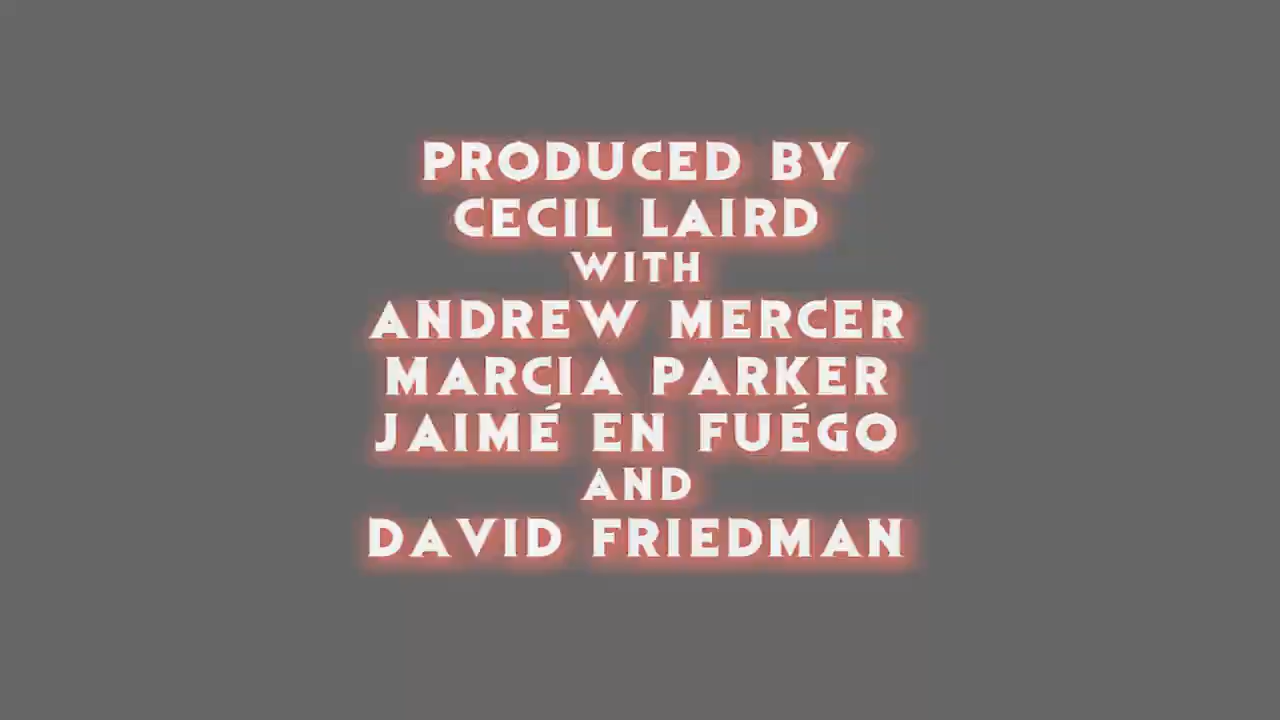 PRODUCED BY
CECIL LAIRD
WITH
ANDREW MERCER
MARCIA PARKER
JAIMÉ EN FUÉGO
AND
DAVID FRIEDMAN